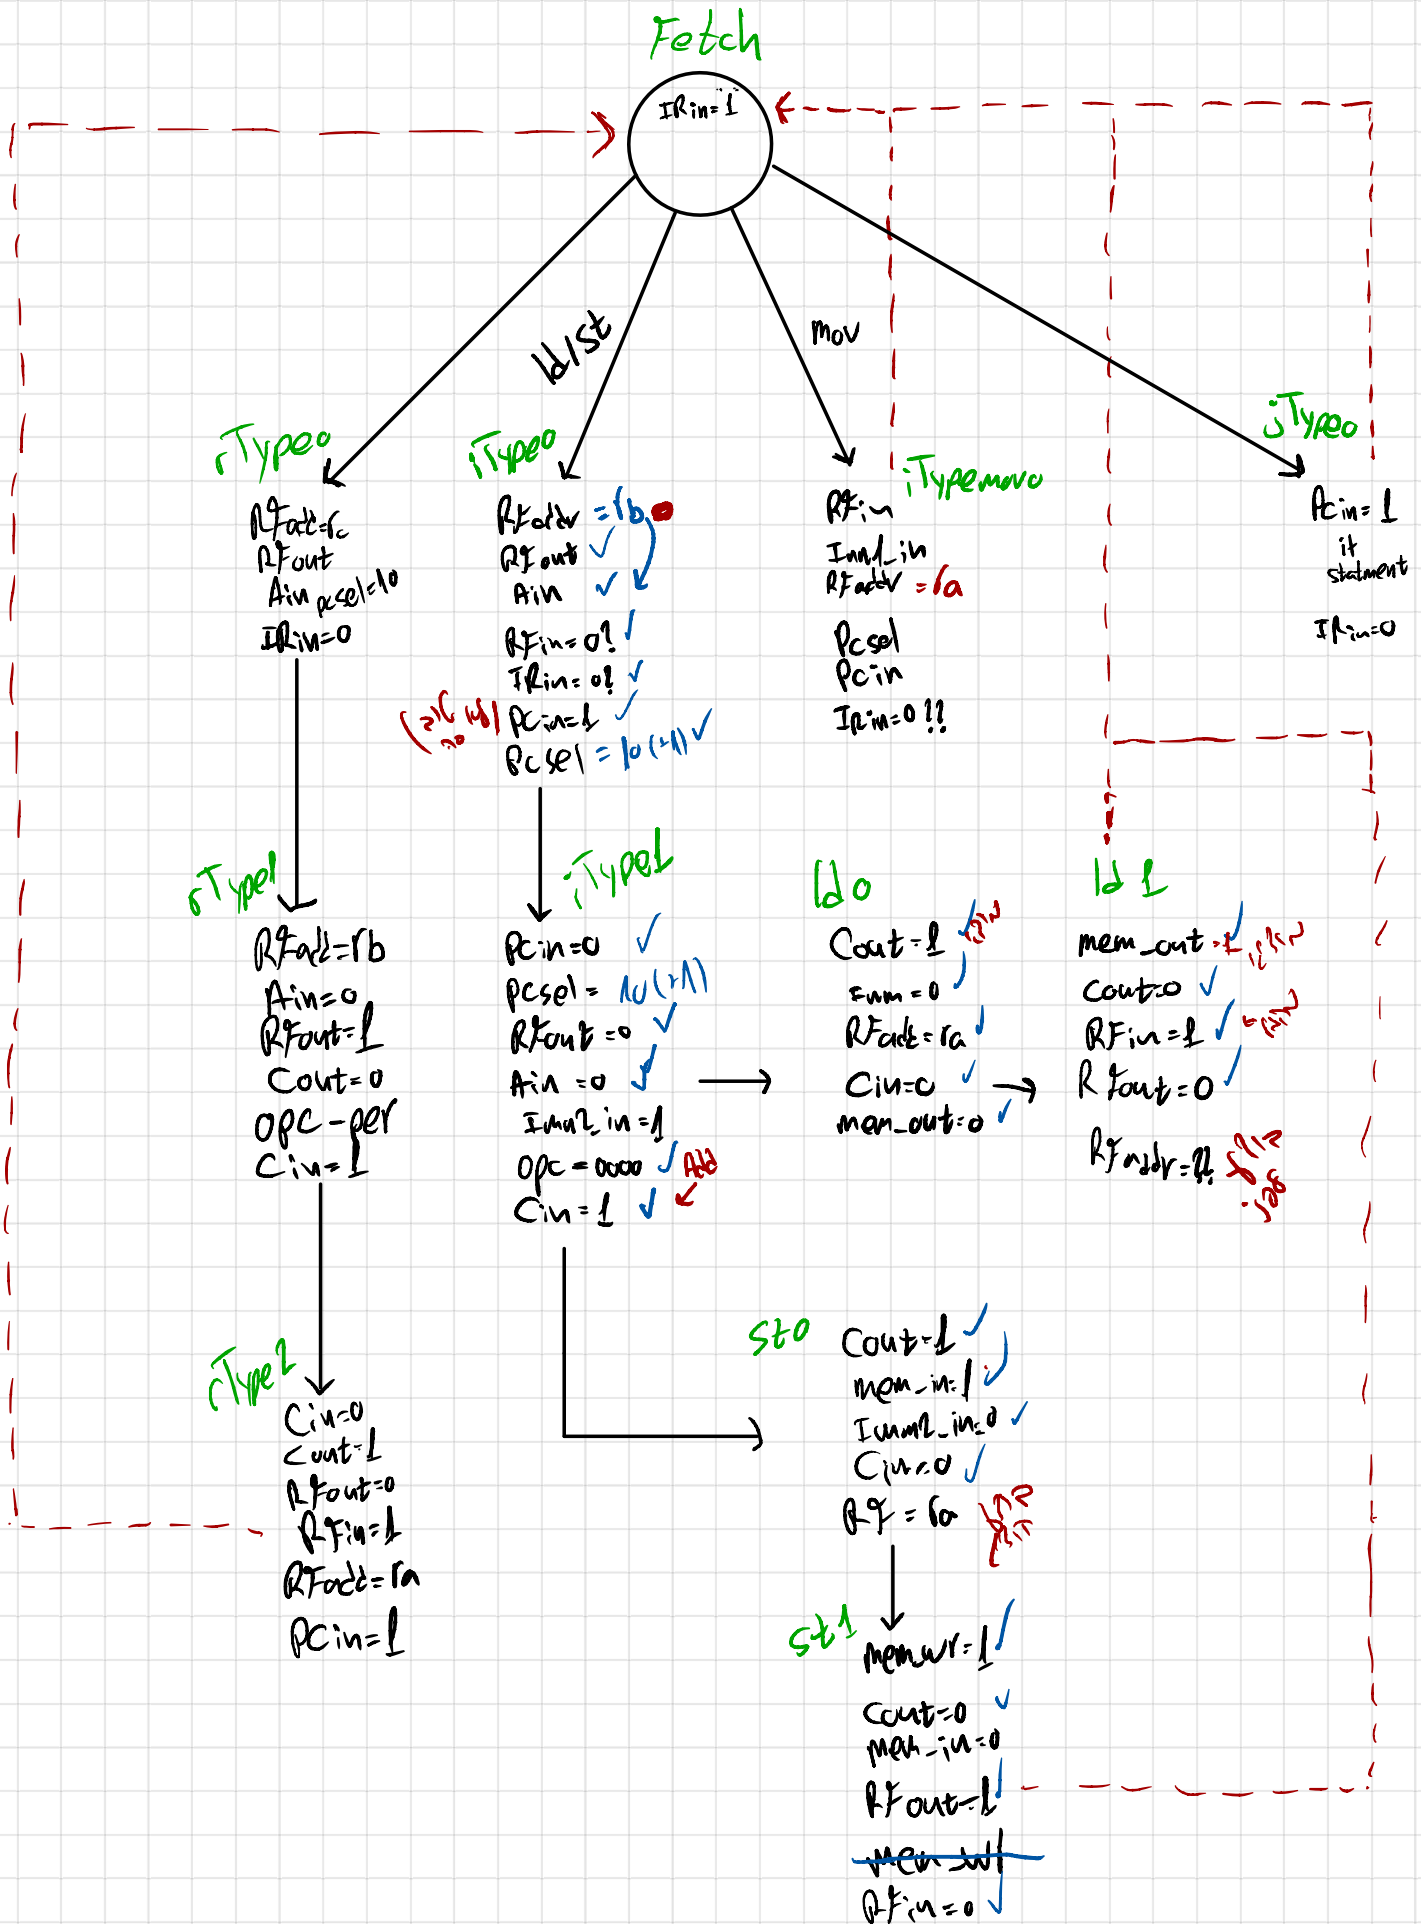 Fetch
IRin=1
ld/st
mov
rType0
RFadd=rc
RFout
Ain pcsel=10
IRin=0
iType0
RFaddr =rb
RFout
Ain
RFin=0?
IRin=0?
PCin=1
PCsel =10(+1)
iTypemov0
RFin
Imm1_in
RFaddr =ra
PCsel
PCin
IRin=0??
jType0
PCin=1
if
statment
IRin=0
rType1
RFadd=rb
Ain=0
RFout=1
Cout=0
opc-per
Cin=1
iType1
PCin=0
PCsel= 10(+1)
RFout=0
Ain=0
Imm2_in=1
opc=0000 Add
Cin=1
ld0
Cout=1
Imm=0
RFadd=ra
Cin=0
mem_out=0
ld1
mem_out=1
Cout=0
RFin=1
RFout=0
RFaddr=??
rType2
Cin=0
Cout=1
RFout=0
RFin=1
RFadd=ra
PCin=1
st0
Cout=1
mem_in=1
Imm2_in=0
Cin=0
RF=ra
st1
mem_wr=1
Cout=0
mem_in=0
RFout=1
mem_wr
RFin=0